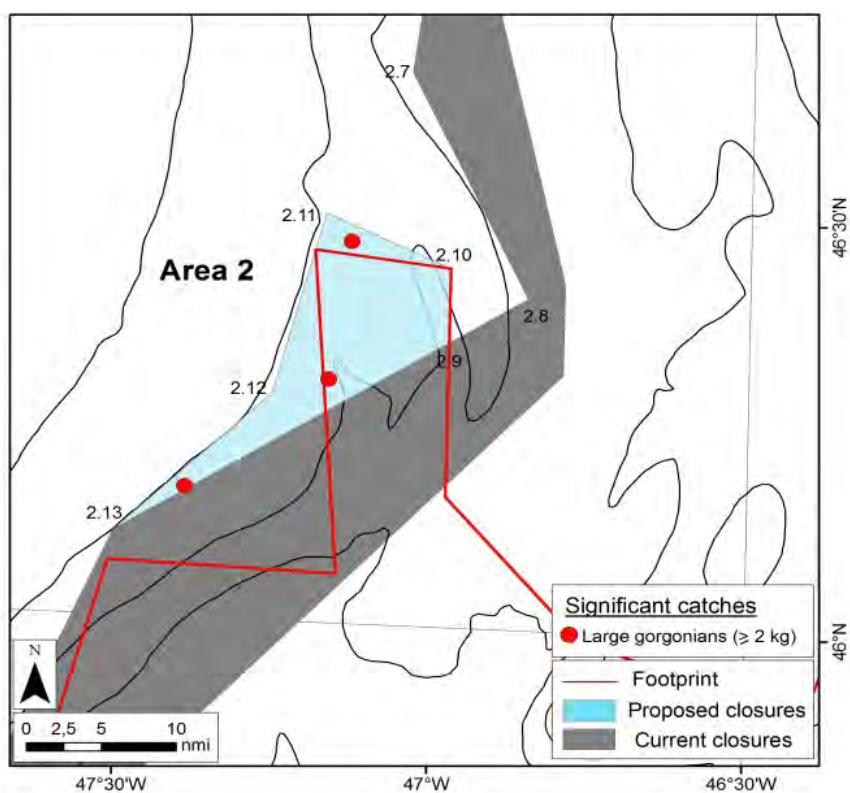 2.7
2.11
46°30'N
2.10
Area 2
2.8
2.9
2.12
2.13
Significant catches
Large gorgonians (≥ 2 kg)
46°N
N
Footprint
Proposed closures
Current closures
0 2,5 5 10
nmi
47°30'W 47°W 46°30'W